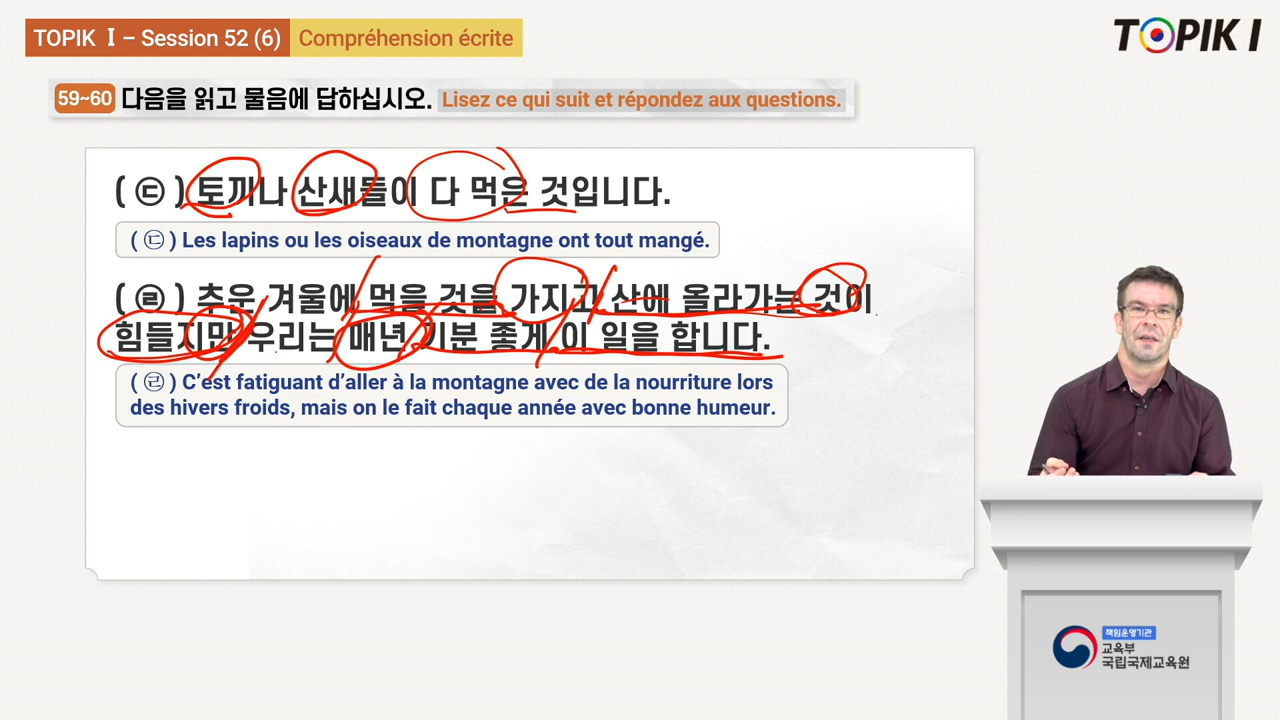 TOPIK I – Session 52 (6) Compréhension écrite
TOPIK I
59~60 다음을 읽고 물음에 답하십시오. Lisez ce qui suit et répondez aux questions.
( ㉢ ) 토끼나 산새들이 다 먹은 것입니다.
( ㉢ ) Les lapins ou les oiseaux de montagne ont tout mangé.
( ㉣ ) 추운 겨울에 먹을 것을 가지고 산에 올라가는 것이
힘들지만 우리는 매년 기분 좋게 이 일을 합니다.
( ㉣ ) C'est fatiguant d'aller à la montagne avec de la nourriture lors
des hivers froids, mais on le fait chaque année avec bonne humeur.
책임운영기관
교육부
국립국제교육원